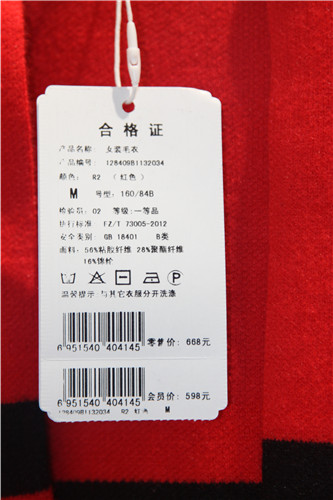 合格证
产品名称: 女装毛衣
产品编号: 128409B1132034
颜色: R2 (红色)
M 号型:160/84B
检验员: 02 等级:一等品
执行标准 FZ/T 73005-2012
安全类别: GB 18401 B类
面料: 56%粘胶纤维 28%聚酯纤维
16%锦纶
温馨提示 与其它衣服分开洗涤
6 951540 404145 零售价: 668元
6 951540 404145 会员价: 598元
128409B1132034 R2 红色 M